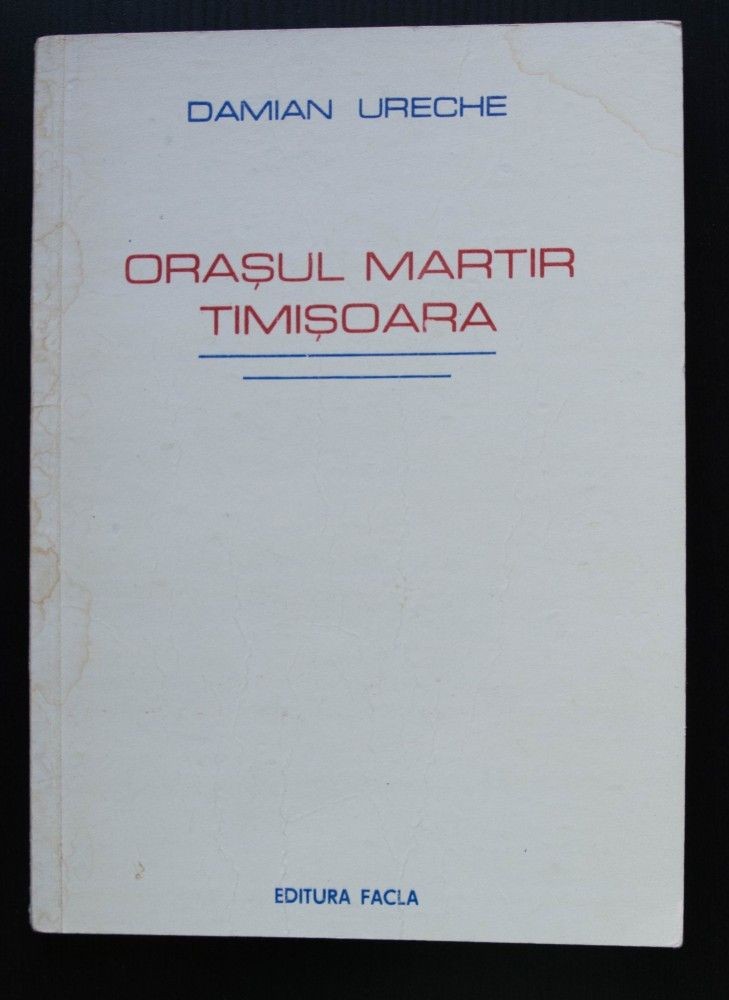 DAMIAN URECHE
ORAȘUL MARTIR
TIMIȘOARA
EDITURA FACLA